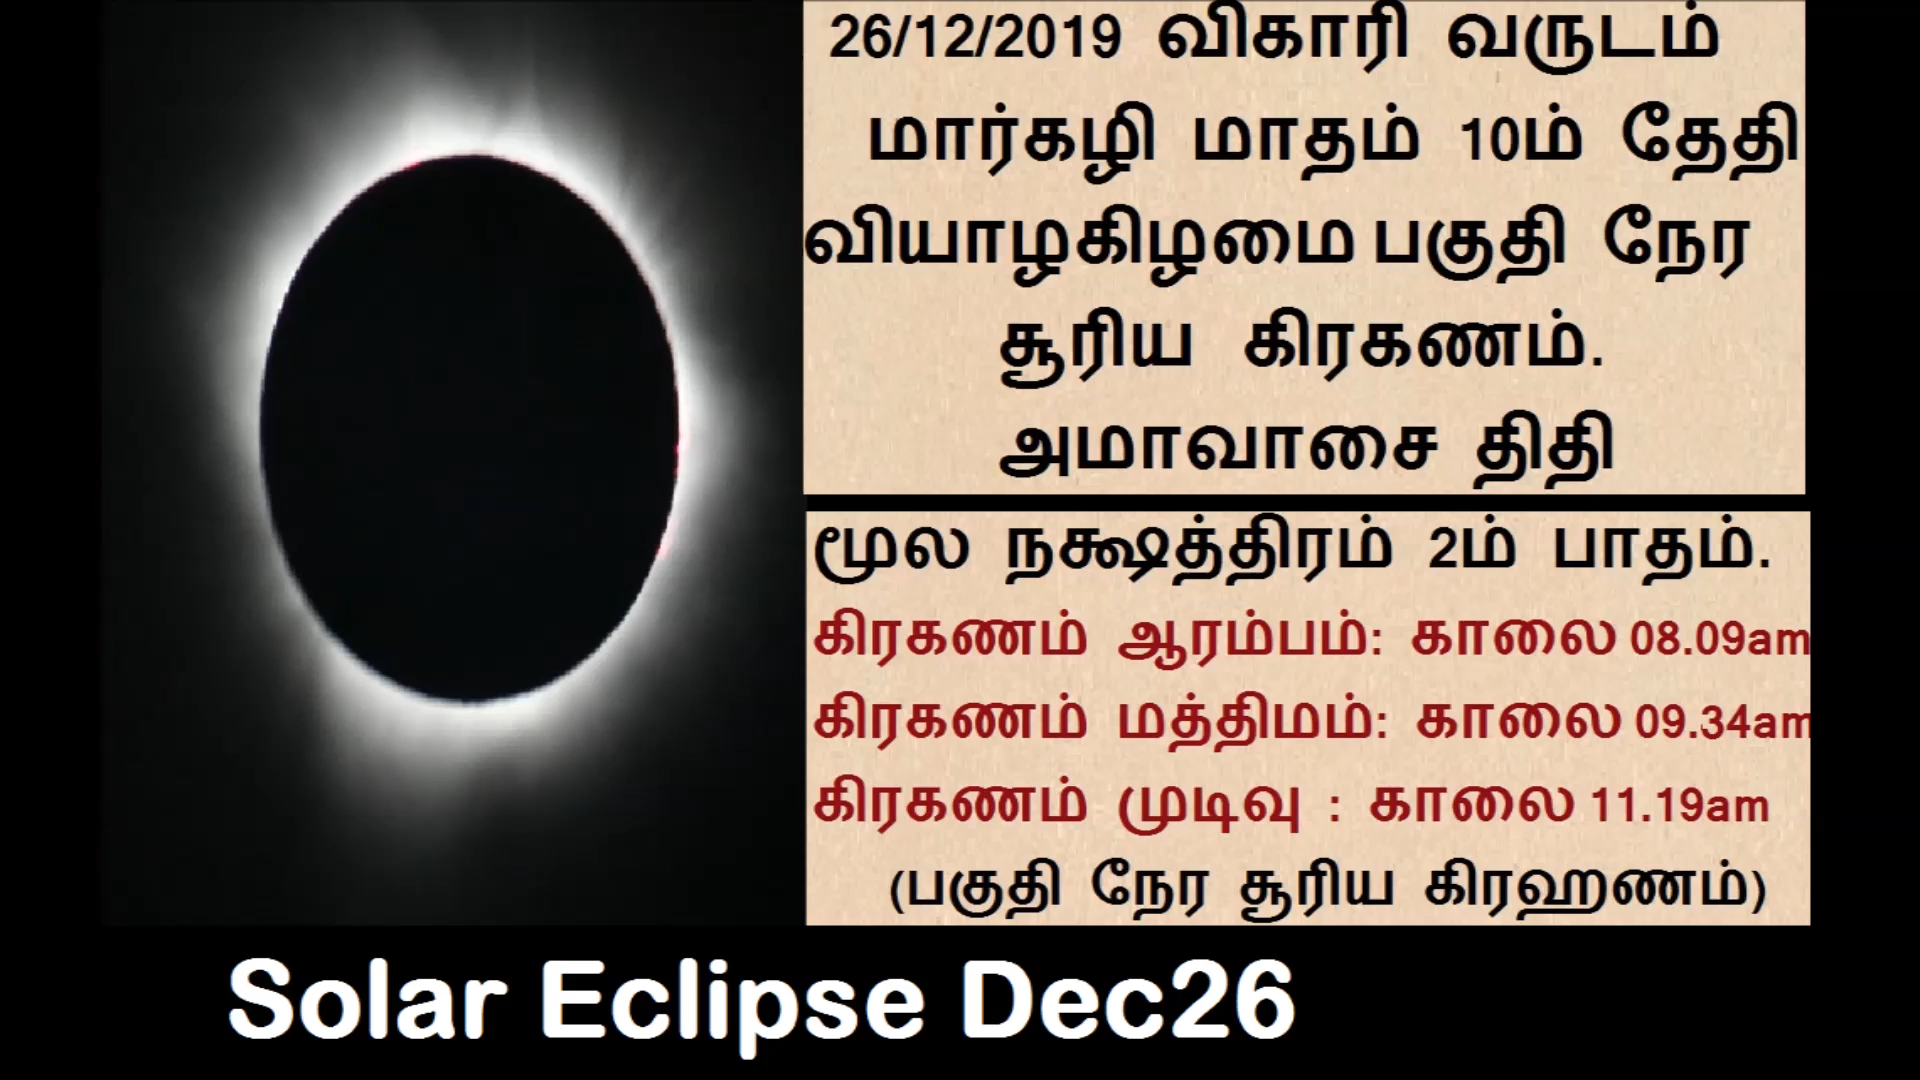 26/12/2019 விகாரி வருடம்
மார்கழி மாதம் 10ம் தேதி
வியாழகிழமை பகுதி நேர
சூரிய கிரகணம்.
அமாவாசை திதி
மூல நக்ஷத்திரம் 2ம் பாதம்.
கிரகணம் ஆரம்பம்: காலை 08.09am
கிரகணம் மத்திமம்: காலை 09.34am
கிரகணம் முடிவு : காலை 11.19am
(பகுதி நேர சூரிய கிரஹணம்)
Solar Eclipse Dec26